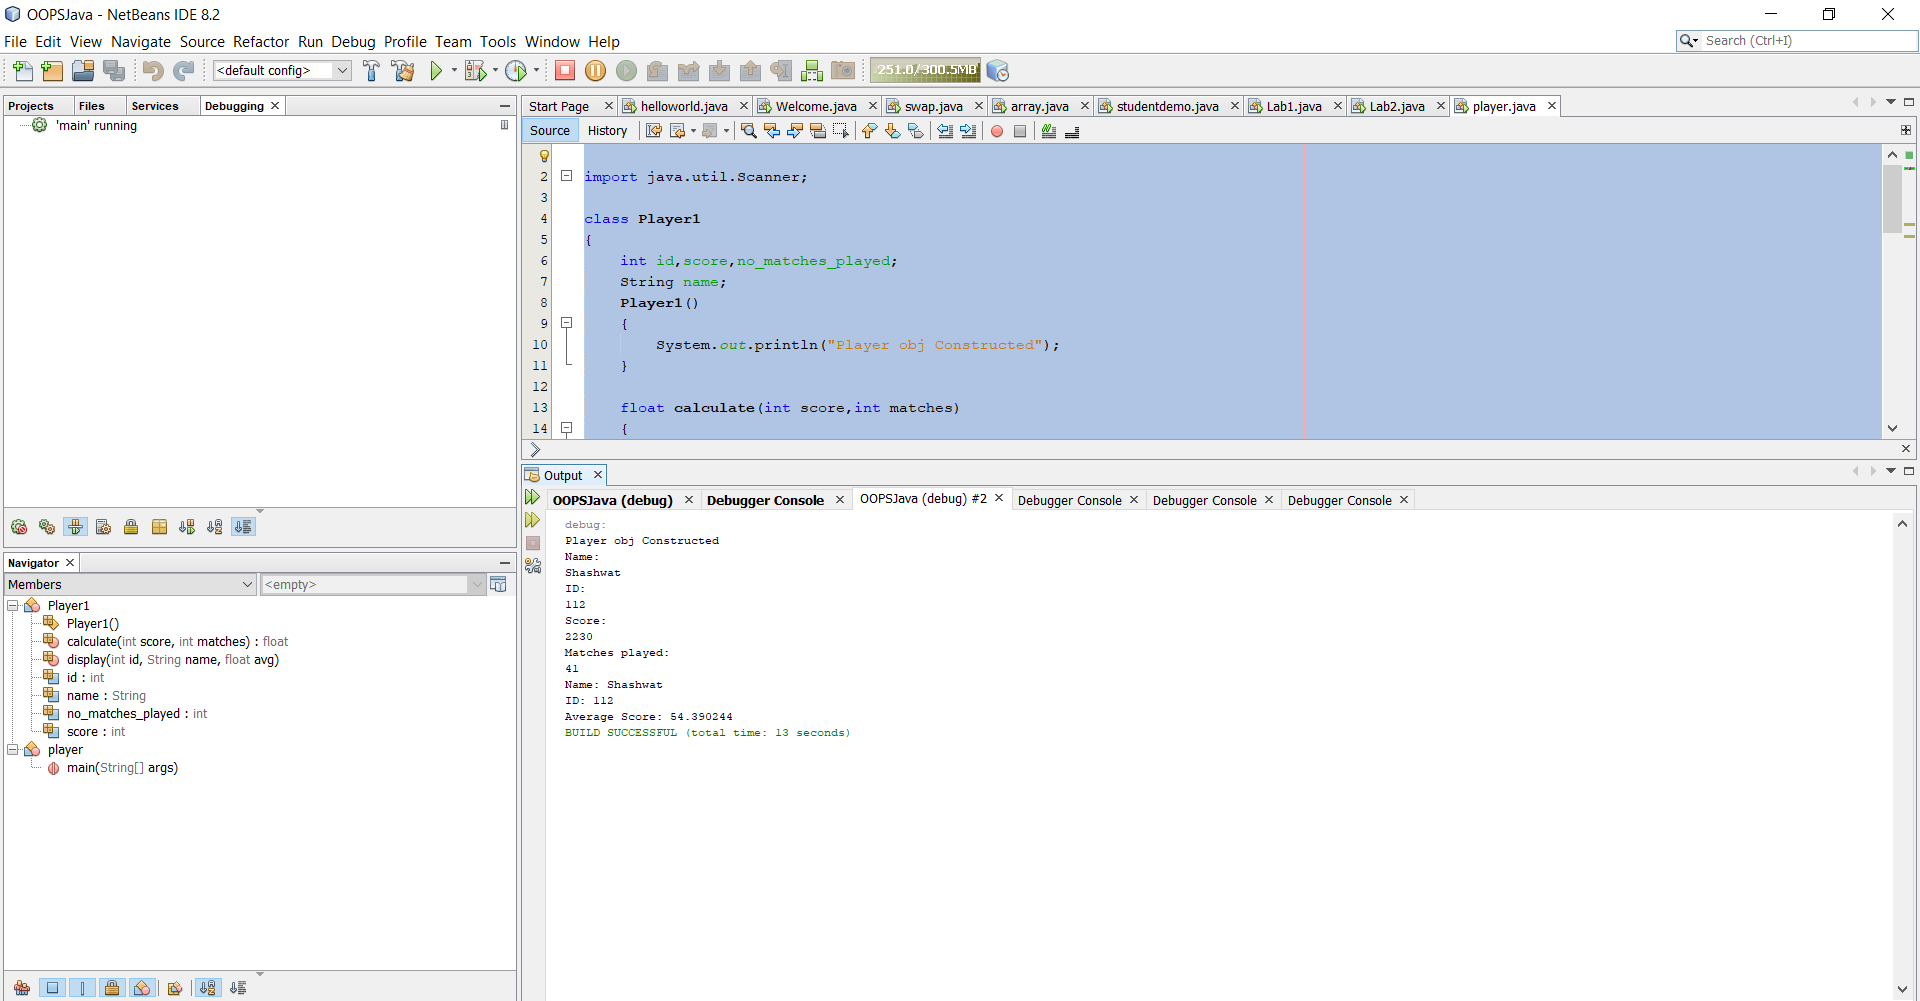 OOPSJava - NetBeans IDE 8.2
File Edit View Navigate Source Refactor Run Debug Profile Team Tools Window Help
Search (Ctrl+I)
<default config>
251.0/300.5MB
Projects Files Services Debugging
'main' running
Start Page helloworld.java Welcome.java swap.java array.java studentdemo.java Lab1.java Lab2.java player.java
Source History
2 import java.util.Scanner;
3
4 class Player1
5 {
6 int id,score,no_matches_played;
7 String name;
8 Player1()
9 {
10 System.out.println("Player obj Constructed");
11 }
12
13 float calculate(int score,int matches)
14 {
Output
OOPSJava (debug) Debugger Console OOPSJava (debug) #2 Debugger Console Debugger Console Debugger Console
debug:
Player obj Constructed
Name:
Shashwat
ID:
112
Score:
2230
Matches played:
41
Name: Shashwat
ID: 112
Average Score: 54.390244
BUILD SUCCESSFUL (total time: 13 seconds)
Navigator
Members <empty>
Player1
Player1()
calculate(int score, int matches) : float
display(int id, String name, float avg)
id : int
name : String
no_matches_played : int
score : int
player
main(String[] args)